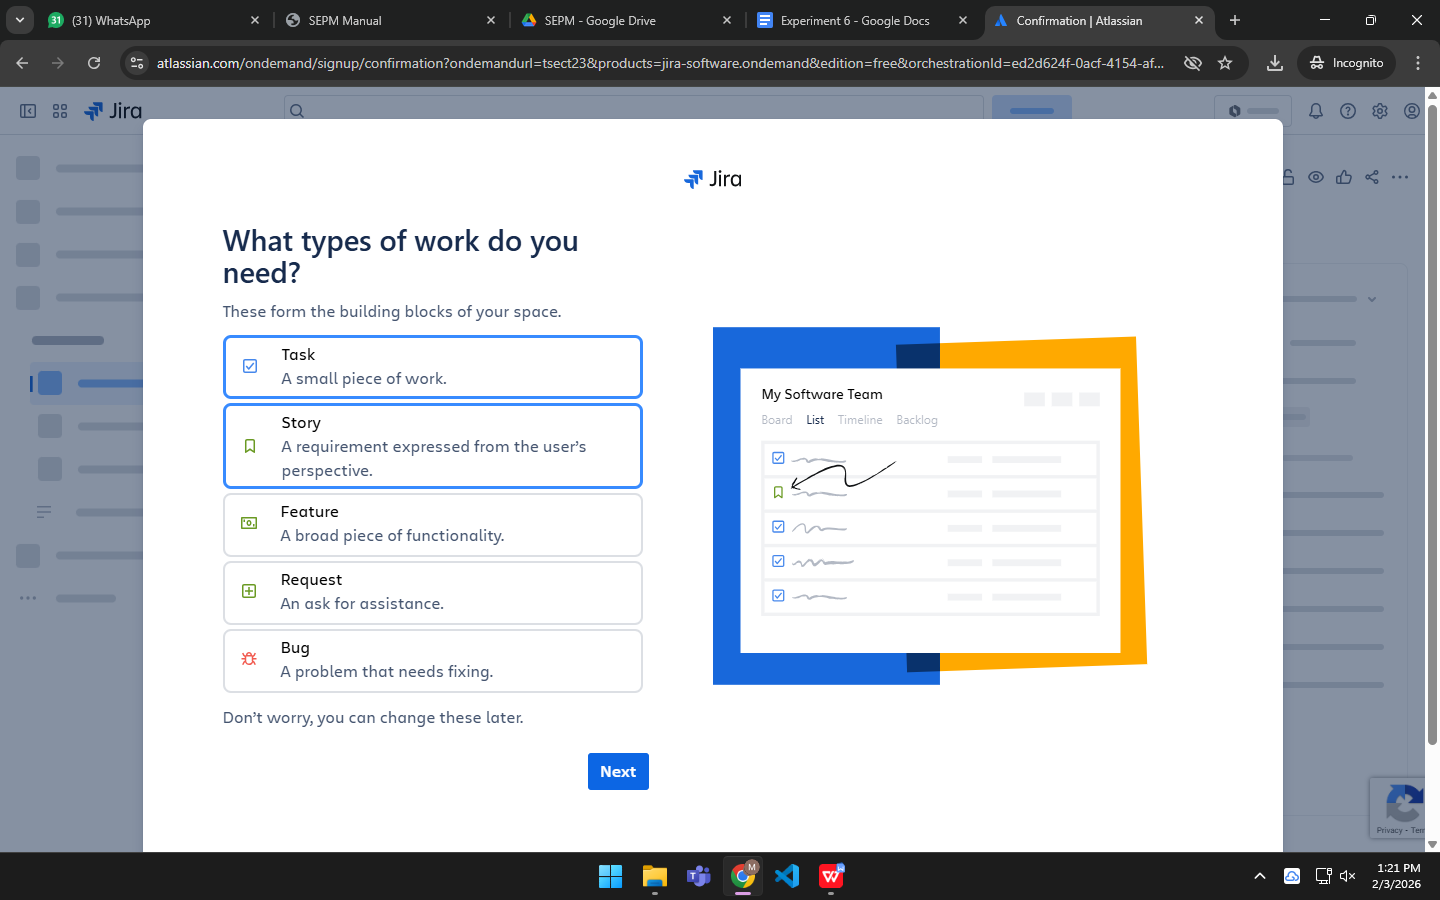 31
(31) WhatsApp
SEPM Manual
SEPM - Google Drive
Experiment 6 - Google Docs
Confirmation | Atlassian
atlassian.com/ondemand/signup/confirmation?ondemandurl=tsect23&products=jira-software.ondemand&edition=free&orchestrationId=ed2d624f-0acf-4154-af...
Incognito
Jira
Jira
What types of work do you
need?
These form the building blocks of your space.
Task
A small piece of work.
Story
A requirement expressed from the user's
perspective.
Feature
A broad piece of functionality.
Request
An ask for assistance.
Bug
A problem that needs fixing.
Don't worry, you can change these later.
Next
My Software Team
Board List Timeline Backlog
Privacy - Ter
M
1:21 PM
2/3/2026